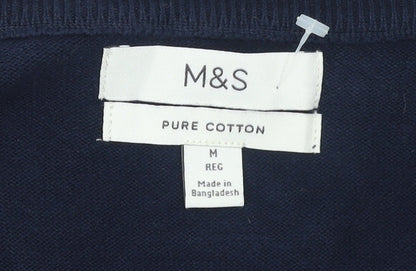 M&S
PURE COTTON
M
REG
Made in
Bangladesh